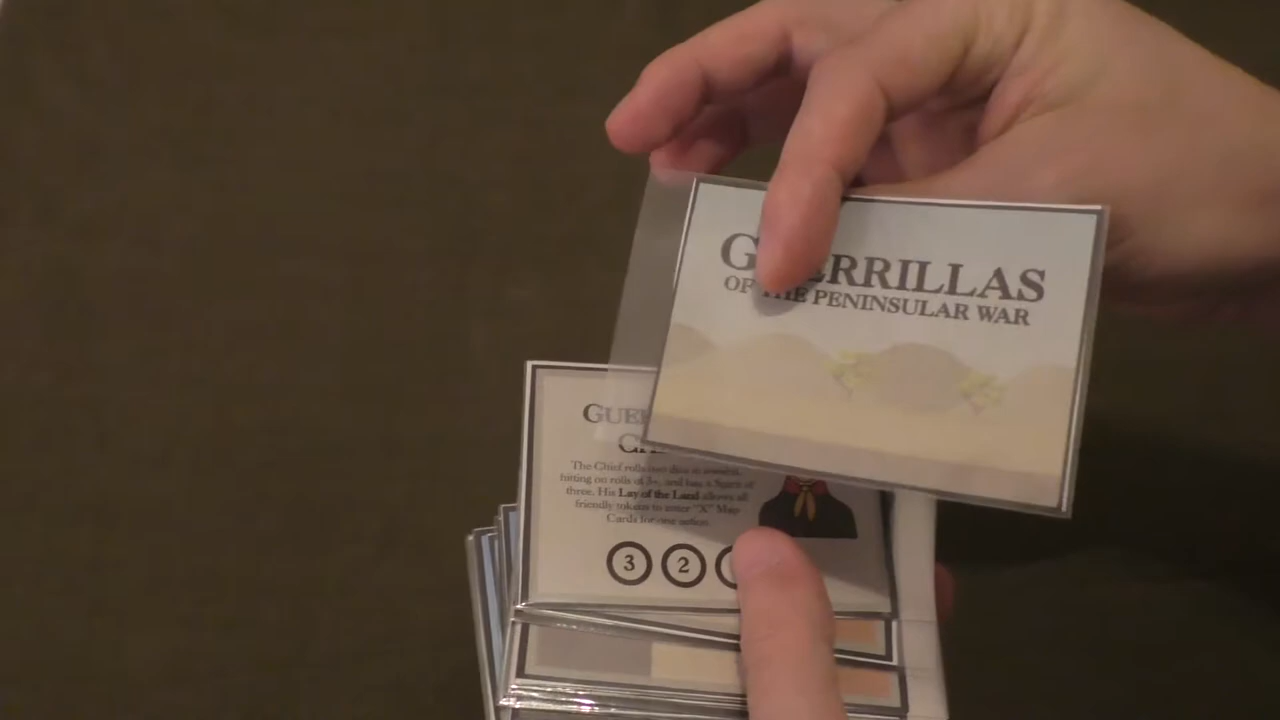 GUERRILLAS
OF THE PENINSULAR WAR
The Chief rolls two dice to
hitting on rolls of 3+, and has a Spirit of
three. His Lay of the Land allows all
friendly tokens to enter "X" Map
Cards for one action.
3 2